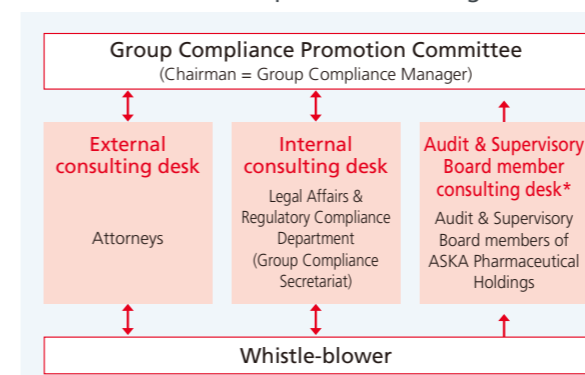 Group Compliance Promotion Committee
(Chairman = Group Compliance Manager)
External
consulting desk
Attorneys
Internal
consulting desk
Legal Affairs &
Regulatory Compliance
Department
(Group Compliance
Secretariat)
Audit & Supervisory
Board member
consulting desk*
Audit & Supervisory
Board members of
ASKA Pharmaceutical
Holdings
Whistle-blower